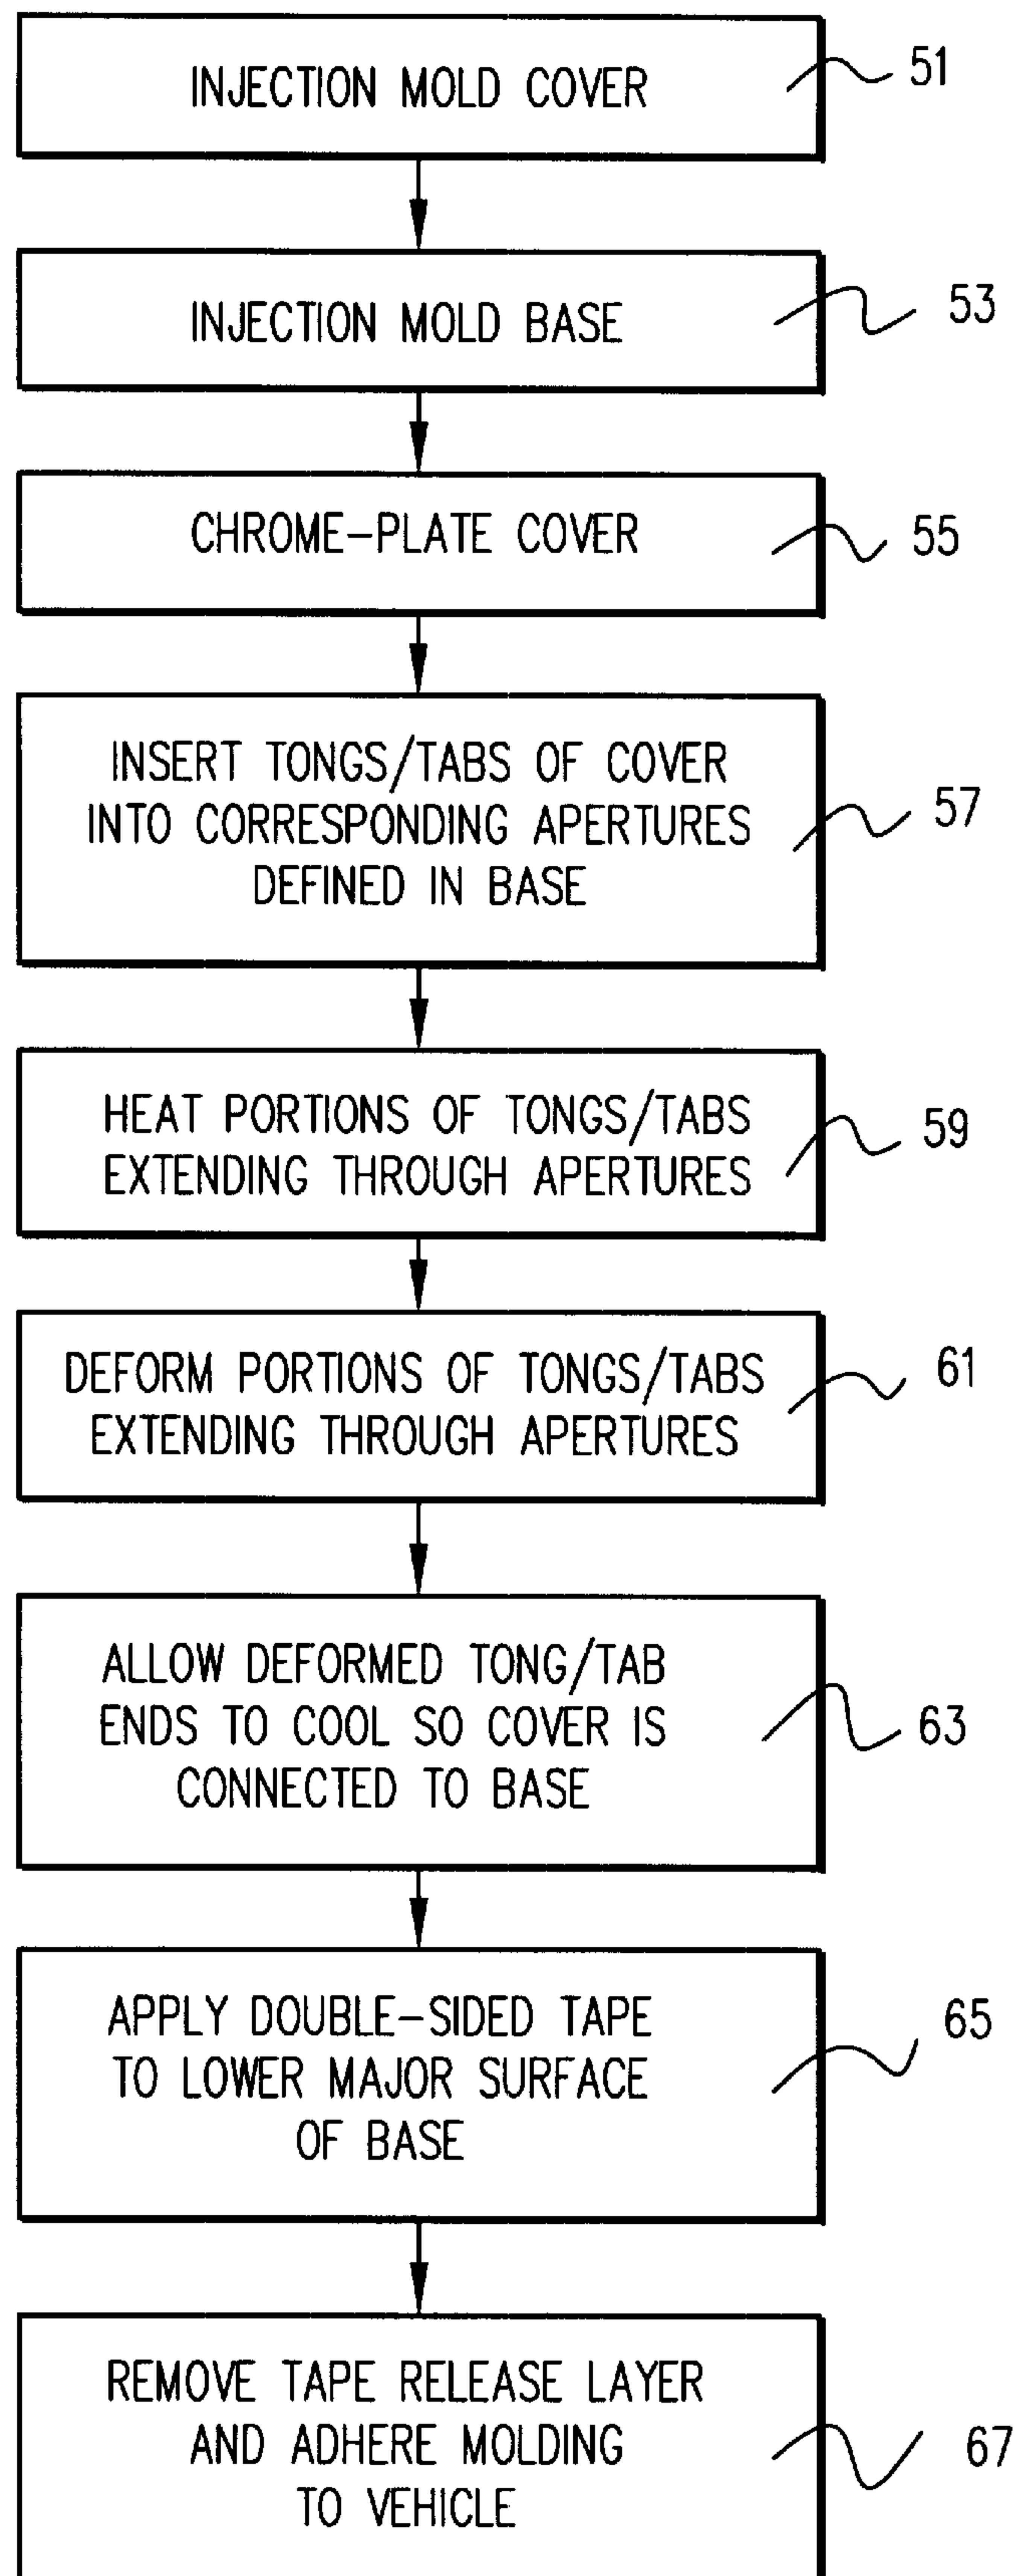 INJECTION MOLD COVER
51
INJECTION MOLD BASE
53
CHROME-PLATE COVER
55
INSERT TONGS/TABS OF COVER
INTO CORRESPONDING APERTURES
DEFINED IN BASE
57
HEAT PORTIONS OF TONGS/TABS
EXTENDING THROUGH APERTURES
59
DEFORM PORTIONS OF TONGS/TABS
EXTENDING THROUGH APERTURES
61
ALLOW DEFORMED TONG/TAB
ENDS TO COOL SO COVER IS
CONNECTED TO BASE
63
APPLY DOUBLE-SIDED TAPE
TO LOWER MAJOR SURFACE
OF BASE
65
REMOVE TAPE RELEASE LAYER
AND ADHERE MOLDING
TO VEHICLE
67